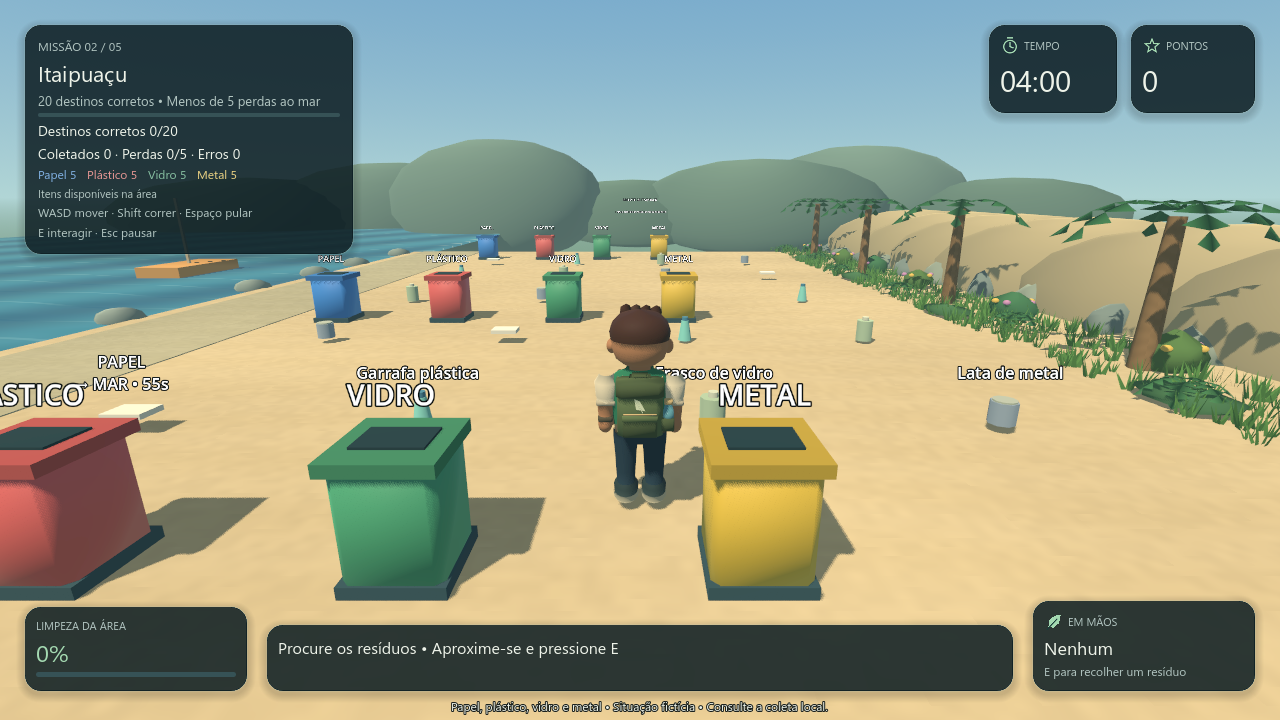 MISSÃO 02 / 05
Itaipuaçu
20 destinos corretos • Menos de 5 perdas ao mar
Destinos corretos 0/20
Coletados 0 · Perdas 0/5 · Erros 0
Papel 5 Plástico 5 Vidro 5 Metal 5
Itens disponíveis na área
WASD mover · Shift correr · Espaço pular
E interagir · Esc pausar
TEMPO
04:00
PONTOS
0
PAPEL
PLÁSTICO
VIDRO
METAL
PAPEL
MAR • 55s
Garrafa plástica
Frasco de vidro
Lata de metal
ÁSTICO
VIDRO
METAL
LIMPEZA DA ÁREA
0%
Procure os resíduos • Aproxime-se e pressione E
EM MÃOS
Nenhum
E para recolher um resíduo
Papel, plástico, vidro e metal • Situação fictícia • Consulte a coleta local.